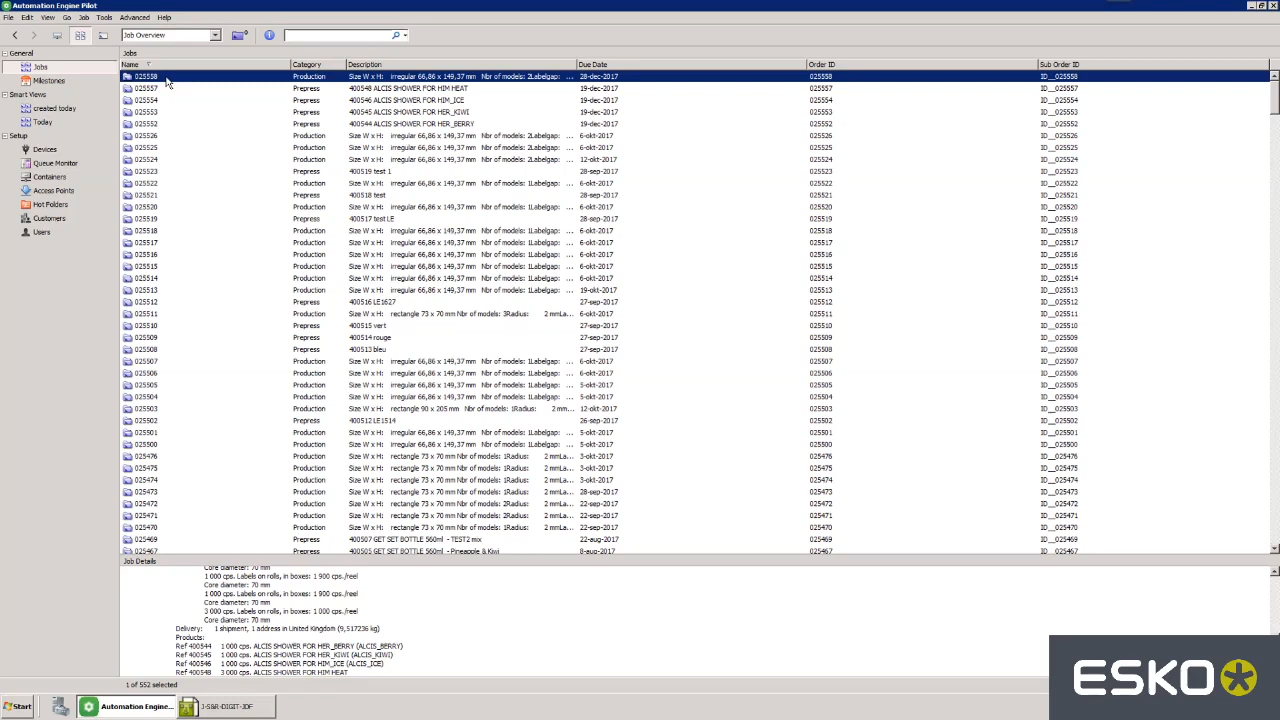 Automation Engine Pilot
File Edit View Go Job Tools Advanced Help
Job Overview
General
Jobs
Milestones
Smart Views
created today
Today
Setup
Devices
Queue Monitor
Containers
Access Points
Hot Folders
Customers
Users
Jobs
Name Category Description Due Date Order ID Sub Order ID
025558 Production Size W x H: irregular 66,86 x 149,37 mm Nbr of models: 2Labelgap: ... 28-dec-2017 025558 ID__025558
025557 Prepress 400548 ALCIS SHOWER FOR HIM HEAT 19-dec-2017 025557 ID__025557
025554 Prepress 400546 ALCIS SHOWER FOR HIM_ICE 19-dec-2017 025554 ID__025554
025553 Prepress 400545 ALCIS SHOWER FOR HER_KIWI 19-dec-2017 025553 ID__025553
025552 Prepress 400544 ALCIS SHOWER FOR HER_BERRY 19-dec-2017 025552 ID__025552
025526 Production Size W x H: irregular 66,86 x 149,37 mm Nbr of models: 2Labelgap: ... 6-okt-2017 025526 ID__025526
025525 Production Size W x H: irregular 66,86 x 149,37 mm Nbr of models: 2Labelgap: ... 6-okt-2017 025525 ID__025525
025524 Production Size W x H: irregular 66,86 x 149,37 mm Nbr of models: 2Labelgap: ... 12-okt-2017 025524 ID__025524
025523 Prepress 400519 test 1 28-sep-2017 025523 ID__025523
025522 Production Size W x H: irregular 66,86 x 149,37 mm Nbr of models: 1Labelgap: ... 6-okt-2017 025522 ID__025522
025521 Prepress 400518 test 28-sep-2017 025521 ID__025521
025520 Production Size W x H: irregular 66,86 x 149,37 mm Nbr of models: 1Labelgap: ... 6-okt-2017 025520 ID__025520
025519 Prepress 400517 test LE 28-sep-2017 025519 ID__025519
025518 Production Size W x H: irregular 66,86 x 149,37 mm Nbr of models: 1Labelgap: ... 6-okt-2017 025518 ID__025518
025517 Production Size W x H: irregular 66,86 x 149,37 mm Nbr of models: 1Labelgap: ... 6-okt-2017 025517 ID__025517
025516 Production Size W x H: irregular 66,86 x 149,37 mm Nbr of models: 1Labelgap: ... 6-okt-2017 025516 ID__025516
025515 Production Size W x H: irregular 66,86 x 149,37 mm Nbr of models: 1Labelgap: ... 6-okt-2017 025515 ID__025515
025514 Production Size W x H: irregular 66,86 x 149,37 mm Nbr of models: 1Labelgap: ... 6-okt-2017 025514 ID__025514
025513 Production Size W x H: irregular 66,86 x 149,37 mm Nbr of models: 1Labelgap: ... 6-okt-2017 025513 ID__025513
025512 Prepress 400516 LE1627 27-sep-2017 025512 ID__025512
025511 Production Size W x H: rectangle 73 x 70 mm Nbr of models: 3Radius: 2 mmLa... 6-okt-2017 025511 ID__025511
025510 Prepress 400515 vert 27-sep-2017 025510 ID__025510
025509 Prepress 400514 rouge 27-sep-2017 025509 ID__025509
025508 Prepress 400513 bleu 27-sep-2017 025508 ID__025508
025507 Production Size W x H: irregular 66,86 x 149,37 mm Nbr of models: 1Labelgap: ... 6-okt-2017 025507 ID__025507
025506 Production Size W x H: irregular 66,86 x 149,37 mm Nbr of models: 1Labelgap: ... 6-okt-2017 025506 ID__025506
025505 Production Size W x H: irregular 66,86 x 149,37 mm Nbr of models: 1Labelgap: ... 5-okt-2017 025505 ID__025505
025504 Production Size W x H: irregular 66,86 x 149,37 mm Nbr of models: 1Labelgap: ... 5-okt-2017 025504 ID__025504
025503 Production Size W x H: rectangle 90 x 205 mm Nbr of models: 1Radius: 2 mm... 12-okt-2017 025503 ID__025503
025502 Prepress 400512 LE1514 26-sep-2017 025502 ID__025502
025501 Production Size W x H: irregular 66,86 x 149,37 mm Nbr of models: 1Labelgap: ... 5-okt-2017 025501 ID__025501
025500 Production Size W x H: irregular 66,86 x 149,37 mm Nbr of models: 1Labelgap: ... 5-okt-2017 025500 ID__025500
025476 Production Size W x H: rectangle 73 x 70 mm Nbr of models: 1Radius: 2 mmLa... 3-okt-2017 025476 ID__025476
025475 Production Size W x H: rectangle 73 x 70 mm Nbr of models: 1Radius: 2 mmLa... 3-okt-2017 025475 ID__025475
025474 Production Size W x H: rectangle 73 x 70 mm Nbr of models: 1Radius: 2 mmLa... 3-okt-2017 025474 ID__025474
025473 Production Size W x H: rectangle 73 x 70 mm Nbr of models: 2Radius: 2 mmLa... 28-sep-2017 025473 ID__025473
025472 Production Size W x H: rectangle 73 x 70 mm Nbr of models: 2Radius: 2 mmLa... 22-sep-2017 025472 ID__025472
025471 Production Size W x H: rectangle 73 x 70 mm Nbr of models: 1Radius: 2 mmLa... 22-sep-2017 025471 ID__025471
025470 Production Size W x H: rectangle 73 x 70 mm Nbr of models: 1Radius: 2 mmLa... 22-sep-2017 025470 ID__025470
025469 Prepress 400507 GET SET BOTTLE 560ml - TEST2 mix 22-aug-2017 025469 ID__025469
025467 Prepress 400505 GET SET BOTTLE 560ml - Pineapple & Kiwi 8-aug-2017 025467 ID__025467
Job Details
Core diameter: 70 mm
1 000 cps. Labels on rolls, in boxes: 1 900 cps./reel
Core diameter: 70 mm
1 000 cps. Labels on rolls, in boxes: 1 900 cps./reel
Core diameter: 70 mm
3 000 cps. Labels on rolls, in boxes: 1 000 cps./reel
Core diameter: 70 mm
Delivery: 1 shipment, 1 address in United Kingdom (9,517236 kg)
Products:
Ref 400544 1 000 cps. ALCIS SHOWER FOR HER_BERRY (ALCIS_BERRY)
Ref 400545 1 000 cps. ALCIS SHOWER FOR HER_KIWI (ALCIS_KIWI)
Ref 400546 1 000 cps. ALCIS SHOWER FOR HIM_ICE (ALCIS_ICE)
Ref 400548 3 000 cps. ALCIS SHOWER FOR HIM HEAT
1 of 552 selected
ESKO
Start
Automation Engine...
J-S&R-DIGIT-JDF